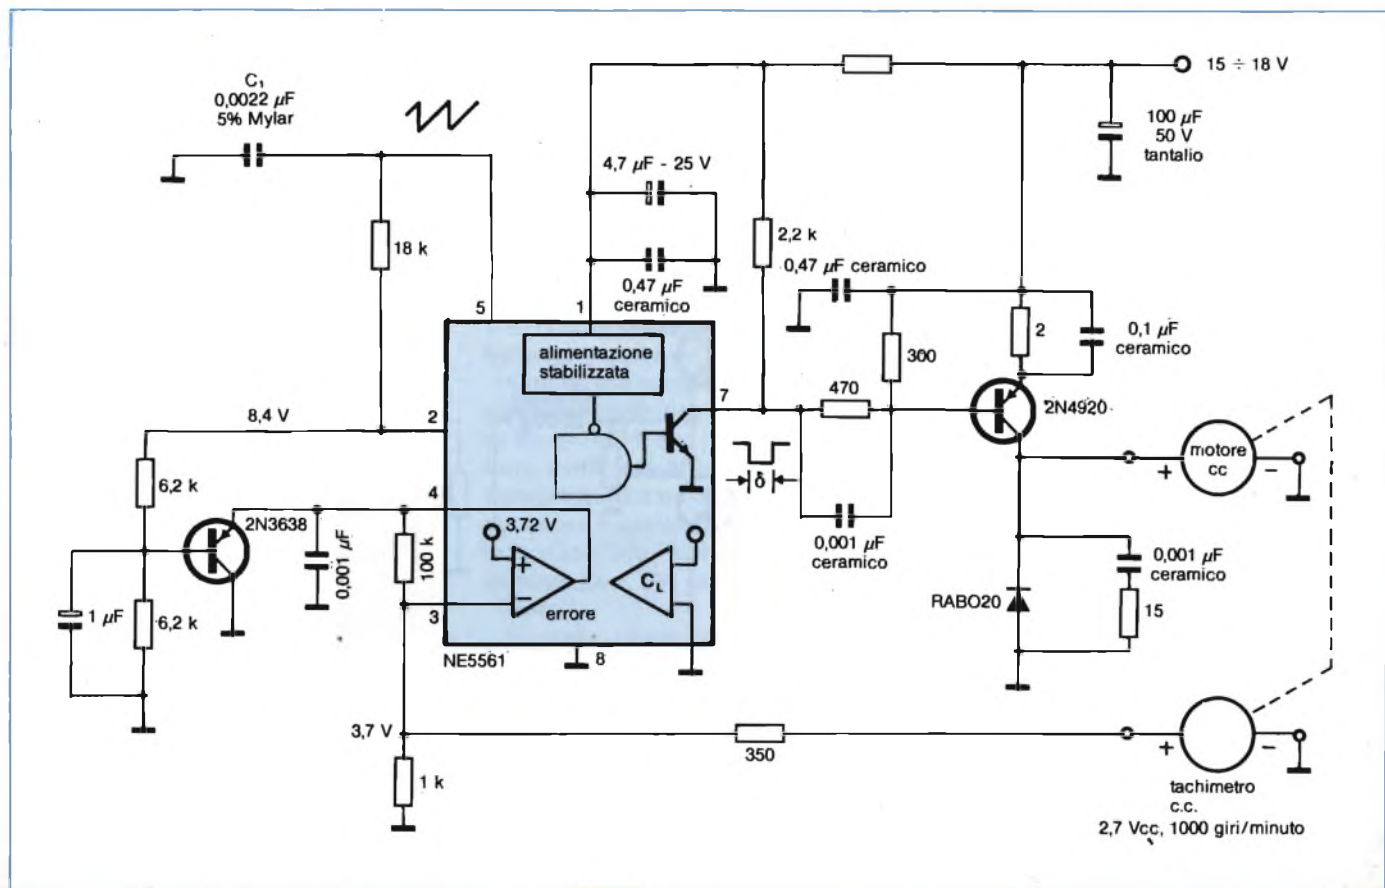 C₁
0,0022 µF
5% Mylar
15 ÷ 18 V
100 µF
50 V
tantalio
4,7 µF - 25 V
18 k
2,2 k
0,47 µF
ceramico
0,47 µF ceramico
5
1
alimentazione
stabilizzata
300
2
0,1 µF
ceramico
8,4 V
2
7
470
2N4920
δ
motore
cc
+
−
6,2 k
4
2N3638
0,001 µF
100 k
3,72 V
+
−
errore
C_L
0,001 µF
ceramico
0,001 µF
ceramico
1 µF
6,2 k
3
RABO20
15
NE5561
8
3,7 V
350
+
−
1 k
tachimetro
c.c.
2,7 Vcc, 1000 giri/minuto